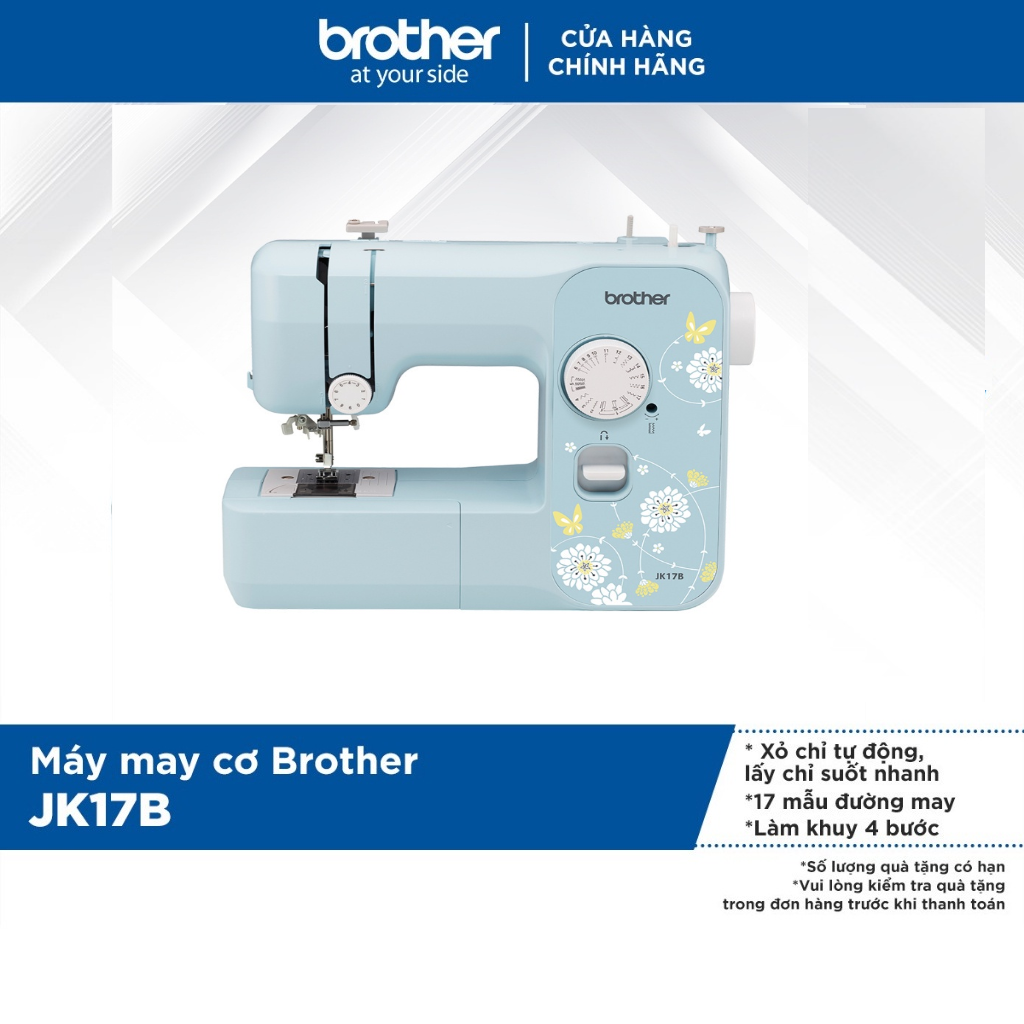 brother
at your side
CỬA HÀNG
CHÍNH HÃNG
brother
JK17B
Máy may cơ Brother
JK17B
* Xỏ chỉ tự động,
lấy chỉ suốt nhanh
*17 mẫu đường may
*Làm khuy 4 bước
*Số lượng quà tặng có hạn
*Vui lòng kiểm tra quà tặng
trong đơn hàng trước khi thanh toán